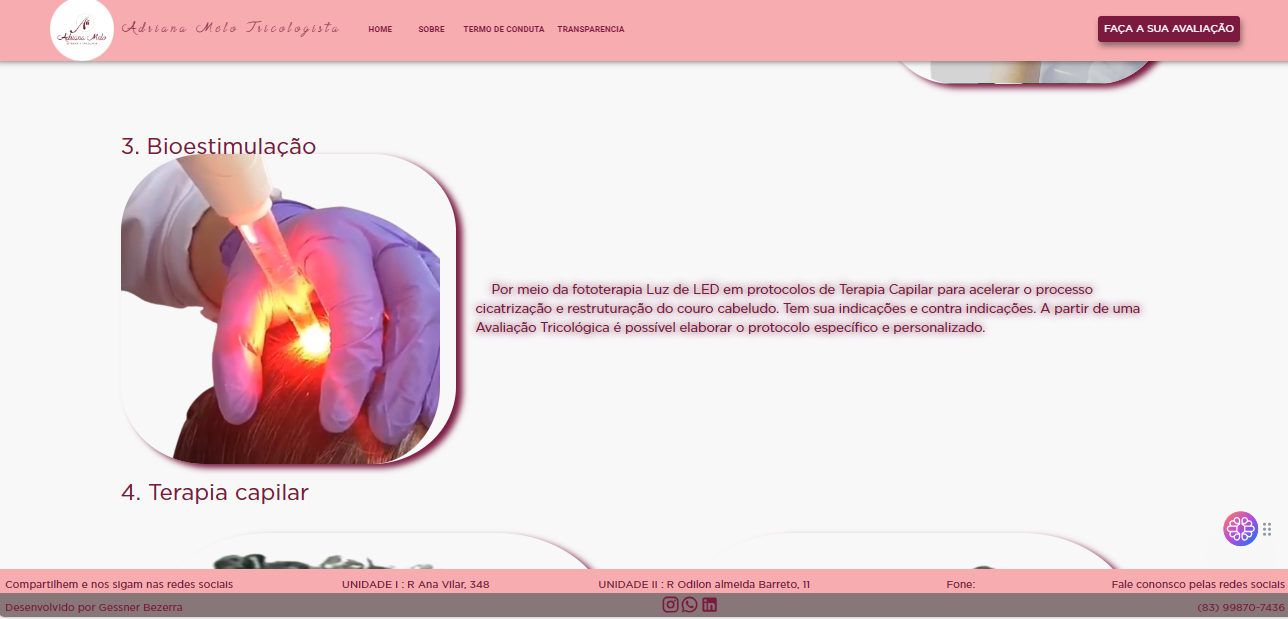 Adriana Melo
Adriana Melo Tricologista
HOME
SOBRE
TERMO DE CONDUTA
TRANSPARENCIA
FAÇA A SUA AVALIAÇÃO
3. Bioestimulação
Por meio da fototerapia Luz de LED em protocolos de Terapia Capilar para acelerar o processo
cicatrização e restruturação do couro cabeludo. Tem sua indicações e contra indicações. A partir de uma
Avaliação Tricológica é possível elaborar o protocolo específico e personalizado.
4. Terapia capilar
Compartilhem e nos sigam nas redes sociais
UNIDADE I : R Ana Vilar, 348
UNIDADE II : R Odilon almeida Barreto, 11
Fone:
Fale cononsco pelas redes sociais
Desenvolvido por Gessner Bezerra
(83) 99870-7436